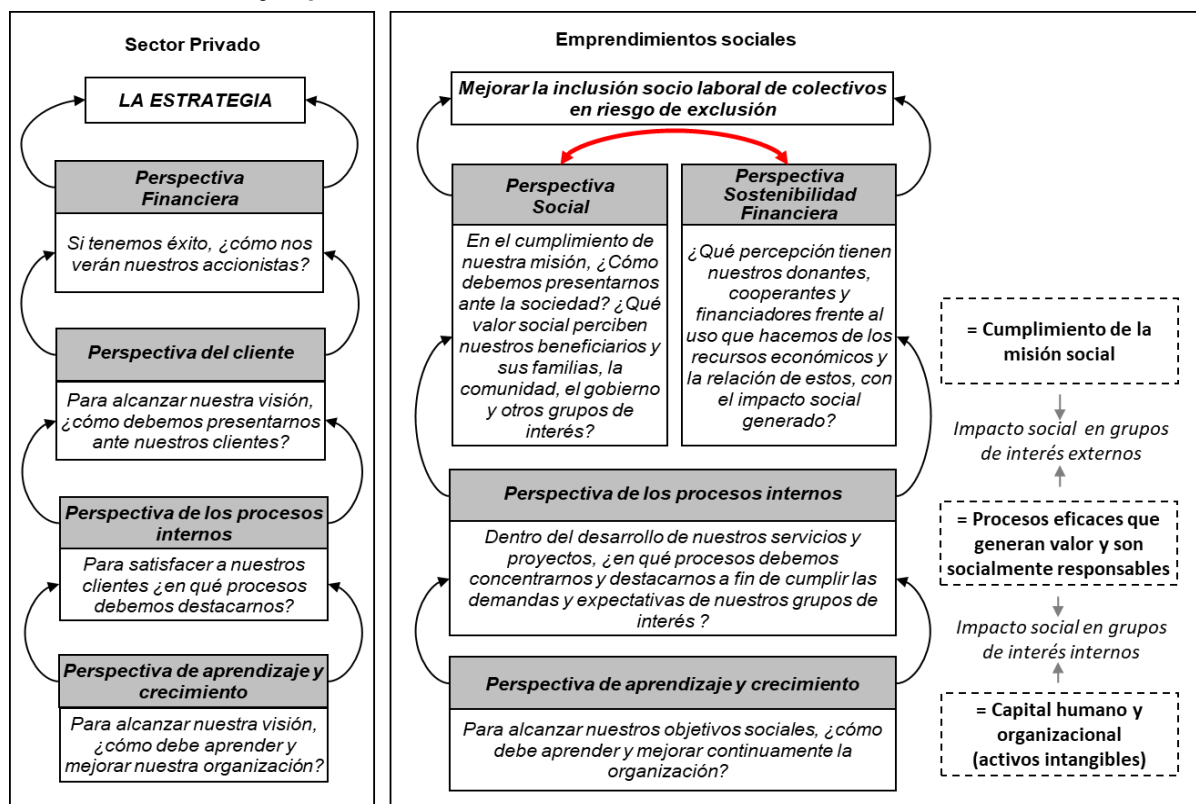 Sector Privado
LA ESTRATEGIA
Perspectiva
Financiera
Si tenemos éxito, ¿cómo nos
verán nuestros accionistas?
Perspectiva del cliente
Para alcanzar nuestra visión,
¿cómo debemos presentarnos
ante nuestros clientes?
Perspectiva de los procesos
internos
Para satisfacer a nuestros
clientes ¿en qué procesos
debemos destacarnos?
Perspectiva de aprendizaje y
crecimiento
Para alcanzar nuestra visión,
¿cómo debe aprender y
mejorar nuestra organización?
Emprendimientos sociales
Mejorar la inclusión socio laboral de colectivos
en riesgo de exclusión
Perspectiva
Social
En el cumplimiento de
nuestra misión, ¿Cómo
debemos presentarnos
ante la sociedad? ¿Qué
valor social perciben
nuestros beneficiarios y
sus familias, la
comunidad, el gobierno
y otros grupos de
interés?
Perspectiva
Sostenibilidad
Financiera
¿Qué percepción tienen
nuestros donantes,
cooperantes y
financiadores frente al
uso que hacemos de los
recursos económicos y
la relación de estos, con
el impacto social
generado?
Perspectiva de los procesos internos
Dentro del desarrollo de nuestros servicios y
proyectos, ¿en qué procesos debemos
concentrarnos y destacarnos a fin de cumplir las
demandas y expectativas de nuestros grupos de
interés ?
Perspectiva de aprendizaje y crecimiento
Para alcanzar nuestros objetivos sociales, ¿cómo
debe aprender y mejorar continuamente la
organización?
= Cumplimiento de la
misión social
Impacto social en grupos
de interés externos
= Procesos eficaces que
generan valor y son
socialmente responsables
Impacto social en grupos
de interés internos
= Capital humano y
organizacional
(activos intangibles)